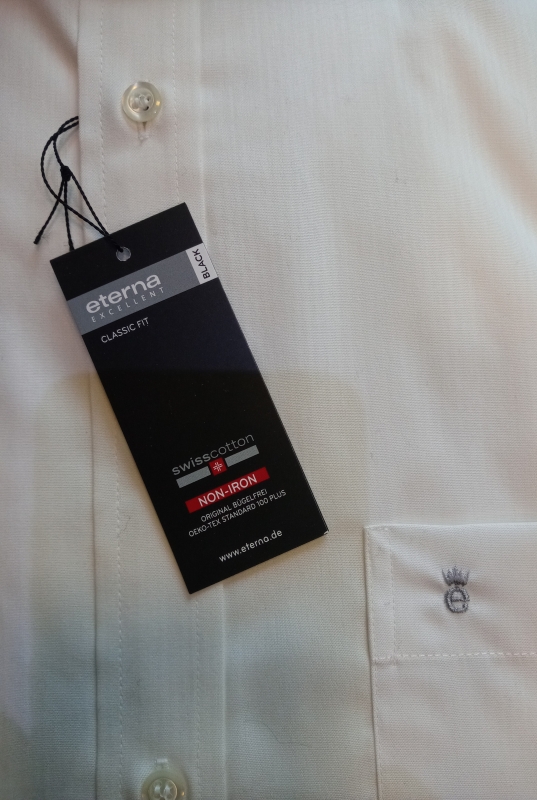 BLACK
eterna
EXCELLENT
CLASSIC FIT
swisscotton
NON-IRON
ORIGINAL BÜGELFREI
OEKO-TEX STANDARD 100 PLUS
www.eterna.de
e